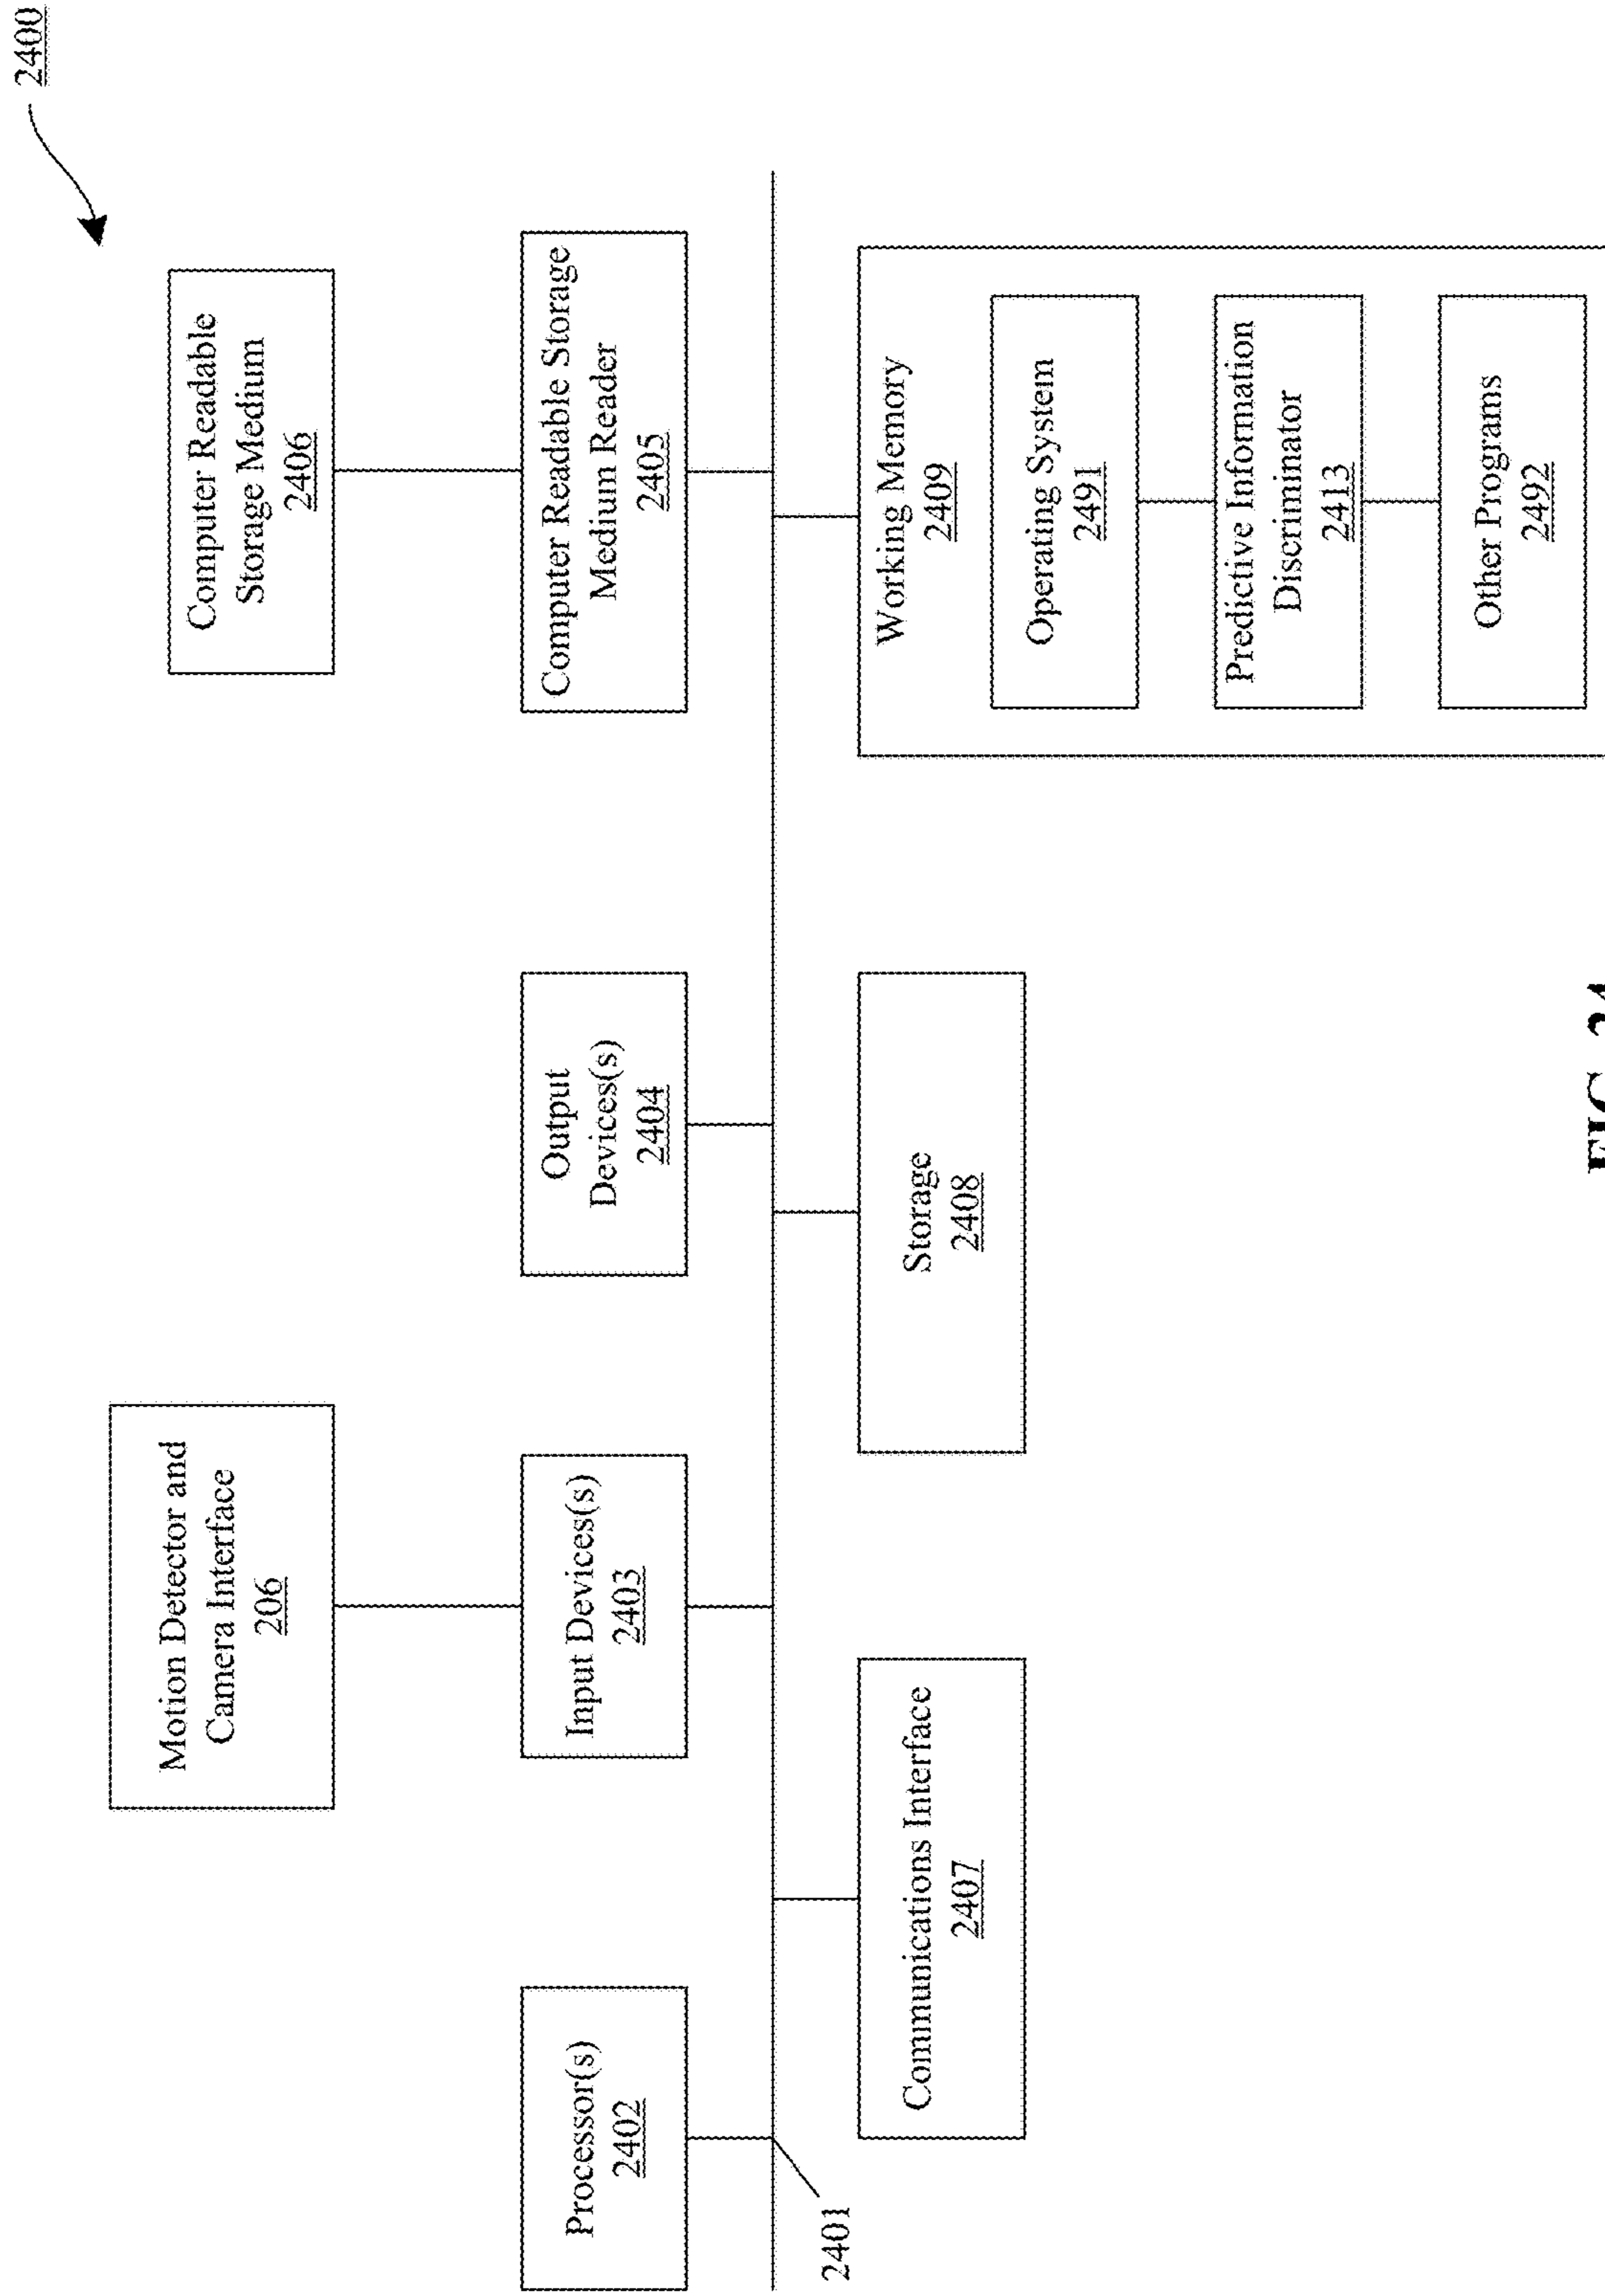 2400
Motion Detector and
Camera Interface
206
Computer Readable
Storage Medium
2406
Processor(s)
2402
Input Devices(s)
2403
Output
Devices(s)
2404
Computer Readable Storage
Medium Reader
2405
2401
Communications Interface
2407
Storage
2408
Working Memory
2409
Operating System
2491
Predictive Information
Discriminator
2413
Other Programs
2492
FIG. 24